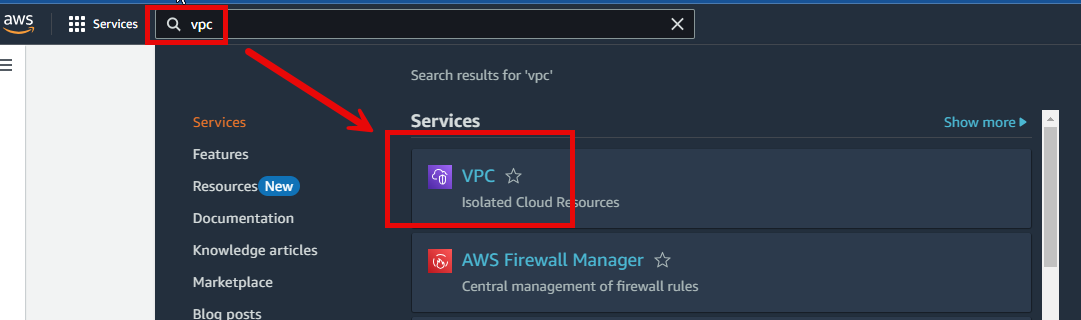 aws
Services
vpc
Search results for 'vpc'
Services
Features
Resources New
Documentation
Knowledge articles
Marketplace
Blog posts
Services
Show more
VPC
Isolated Cloud Resources
AWS Firewall Manager
Central management of firewall rules